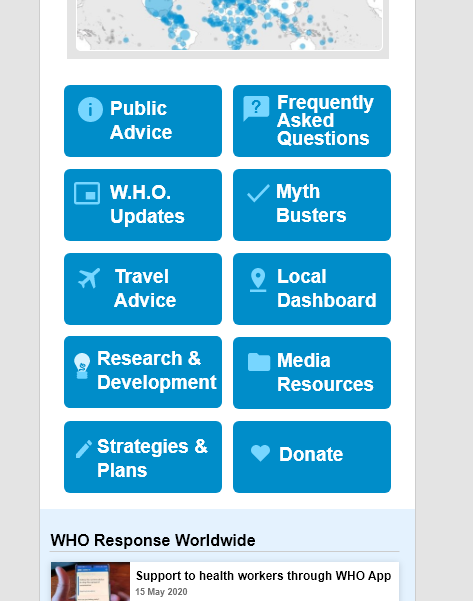 Public
Advice
Frequently
Asked
Questions
W.H.O.
Updates
Myth
Busters
Travel
Advice
Local
Dashboard
Research &
Development
Media
Resources
Strategies &
Plans
Donate
WHO Response Worldwide
Support to health workers through WHO App
15 May 2020